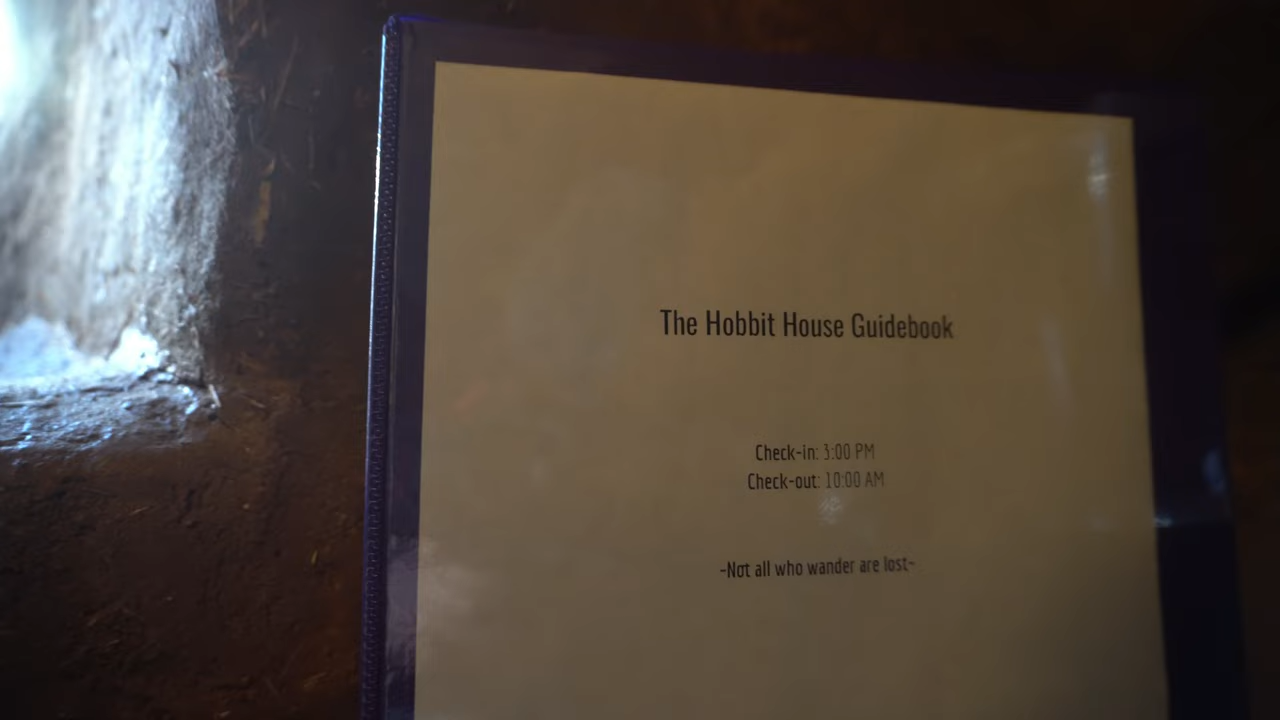 The Hobbit House Guidebook
Check-in: 3:00 PM
Check-out: 10:00 AM
~Not all who wander are lost~